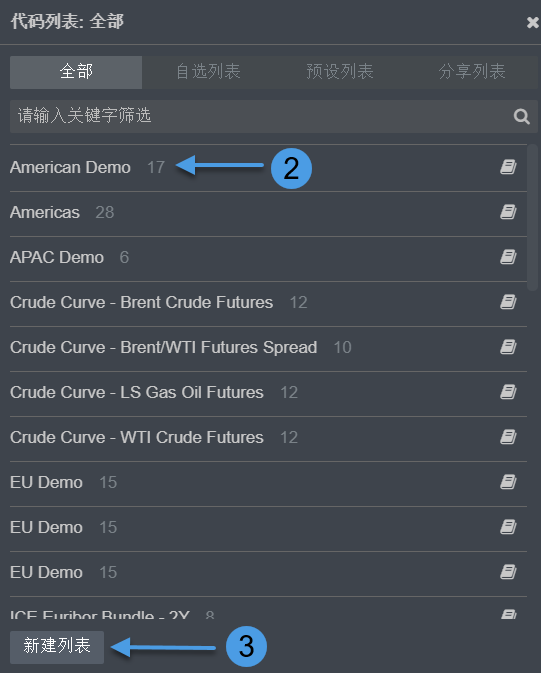 代码列表: 全部
全部 自选列表 预设列表 分享列表
请输入关键字筛选
American Demo 17 2
Americas 28
APAC Demo 6
Crude Curve - Brent Crude Futures 12
Crude Curve - Brent/WTI Futures Spread 10
Crude Curve - LS Gas Oil Futures 12
Crude Curve - WTI Crude Futures 12
EU Demo 15
EU Demo 15
EU Demo 15
ICE Euribor Bundle - 2Y 8
新建列表 3